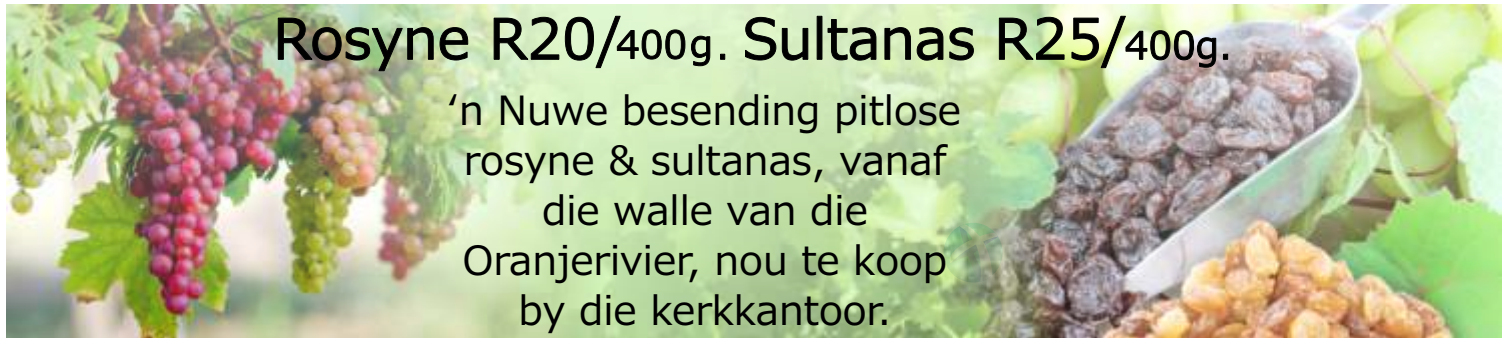 Rosyne R20/400g. Sultanas R25/400g.
‘n Nuwe besending pitlose
rosyne & sultanas, vanaf
die walle van die
Oranjerivier, nou te koop
by die kerkkantoor.